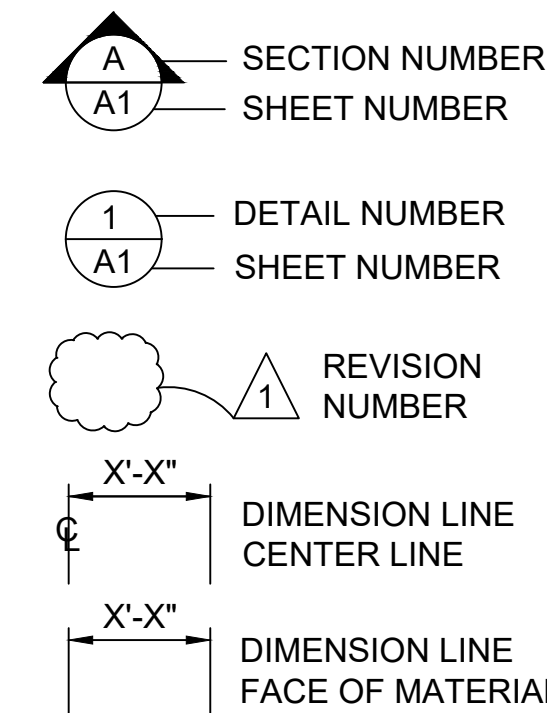 A SECTION NUMBER
A1 SHEET NUMBER
1 DETAIL NUMBER
A1 SHEET NUMBER
1 REVISION
NUMBER
X'-X"
℄ DIMENSION LINE
CENTER LINE
X'-X"
DIMENSION LINE
FACE OF MATERIAL